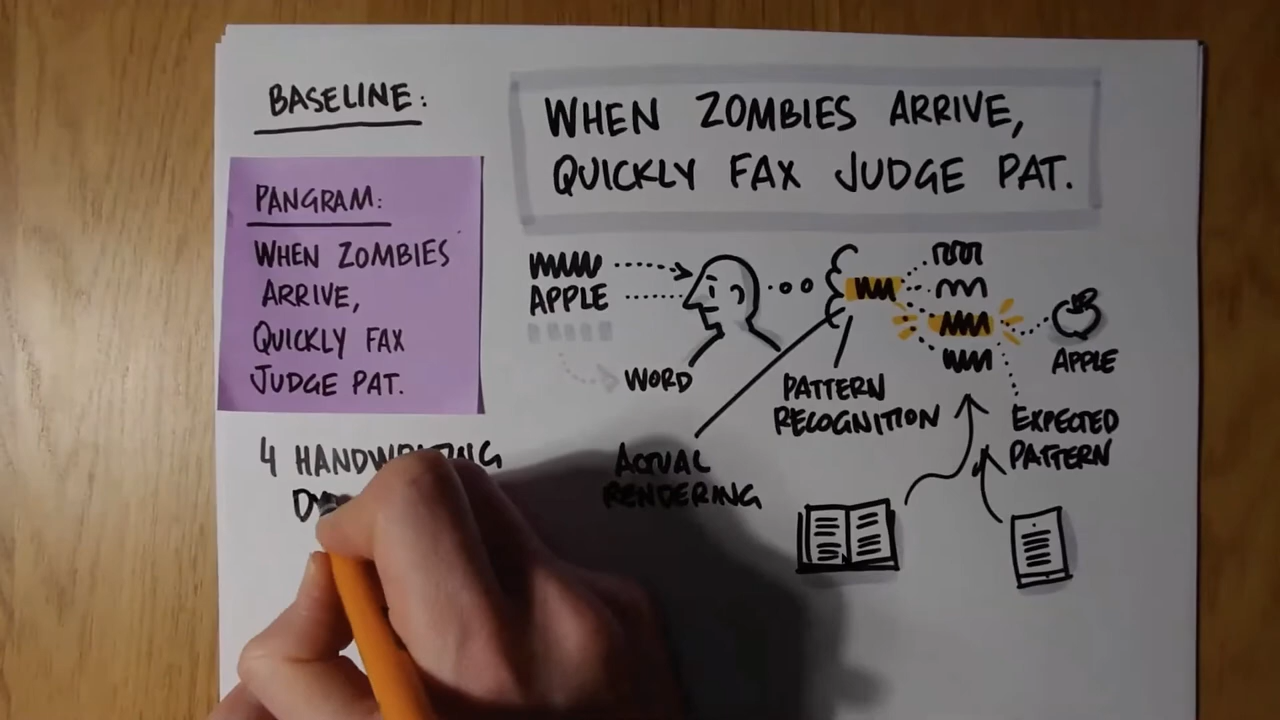 BASELINE:
PANGRAM:
WHEN ZOMBIES
ARRIVE,
QUICKLY FAX
JUDGE PAT.
4 HANDWRITING
WHEN ZOMBIES ARRIVE,
QUICKLY FAX JUDGE PAT.
APPLE
WORD
PATTERN
RECOGNITION
APPLE
EXPECTED
PATTERN
ACTUAL
RENDERING